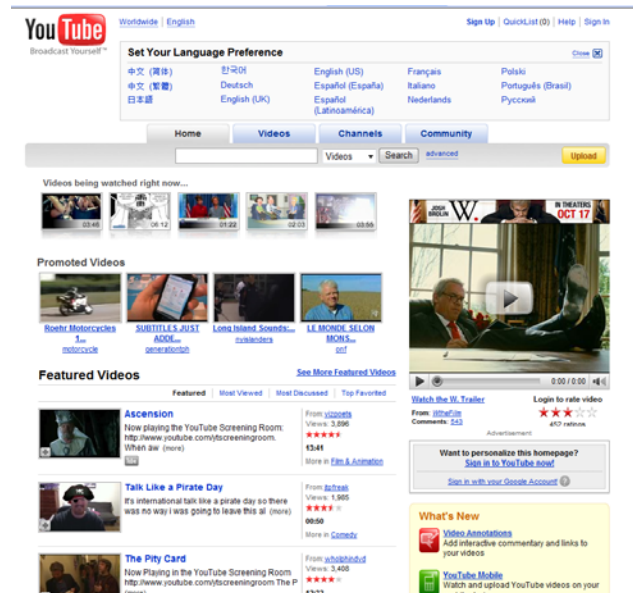 You Tube
Broadcast Yourself™
Worldwide | English
Sign Up | QuickList (0) | Help | Sign In
Set Your Language Preference
Close
中文 (简体)
한국어
English (US)
Français
Polski
中文 (繁體)
Deutsch
Español (España)
Italiano
Português (Brasil)
日本語
English (UK)
Español (Latinoamérica)
Nederlands
Русский
Home
Videos
Channels
Community
Videos
Search
advanced
Upload
Videos being watched right now...
03:46
06:12
01:22
02:03
03:55
JOSH BROLIN
W.
IN THEATERS
OCT 17
Promoted Videos
Roehr Motorcycles 1...
motorcycle
SUBTITLES JUST ADDE...
generationph
Long Island Sounds:...
nyislanders
LE MONDE SELON MONS...
onf
0:00 / 0:00
Watch the W. Trailer
Login to rate video
From: WtheFilm
Comments: 543
452 ratings
Advertisement
Featured Videos
See More Featured Videos
Featured | Most Viewed | Most Discussed | Top Favorited
Ascension
Now playing the YouTube Screening Room:
http://www.youtube.com/ytscreeningroom.
When aw (more)
From: vizpoets
Views: 3,896
13:41
More in Film & Animation
Talk Like a Pirate Day
It's international talk like a pirate day so there
was no way i was going to leave this al (more)
From: itsfreak
Views: 1,985
00:50
More in Comedy
The Pity Card
Now Playing in the YouTube Screening Room
http://www.youtube.com/ytscreeningroom The P
(more)
From: wholphindvd
Views: 3,408
Want to personalize this homepage?
Sign in to YouTube now!
Sign in with your Google Account!
What's New
Video Annotations
Add interactive commentary and links to
your videos
YouTube Mobile
Watch and upload YouTube videos on your